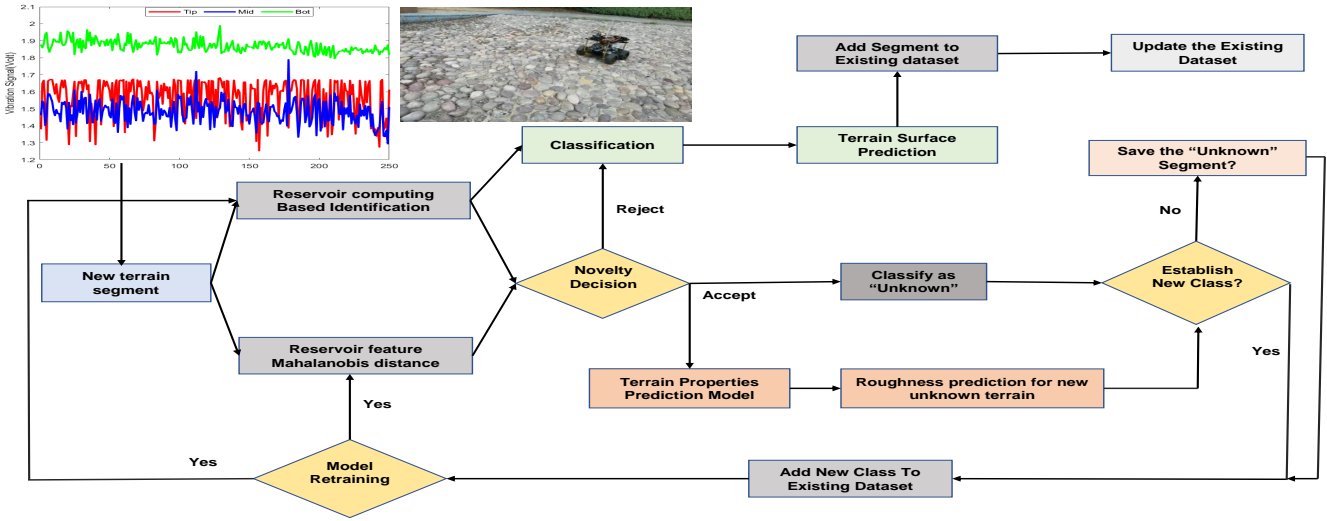 Tip Mid Bot
Vibration Signal(Volt)
2.1
2
1.9
1.8
1.7
1.6
1.5
1.4
1.3
1.2
0 50 100 150 200 250
Add Segment to
Existing dataset
Update the Existing
Dataset
Classification
Terrain Surface
Prediction
Save the “Unknown”
Segment?
Reservoir computing
Based Identification
Reject
No
New terrain
segment
Novelty
Decision
Accept
Classify as
“Unknown”
Establish
New Class?
Yes
Reservoir feature
Mahalanobis distance
Terrain Properties
Prediction Model
Roughness prediction for new
unknown terrain
Yes
Yes
Model
Retraining
Add New Class To
Existing Dataset